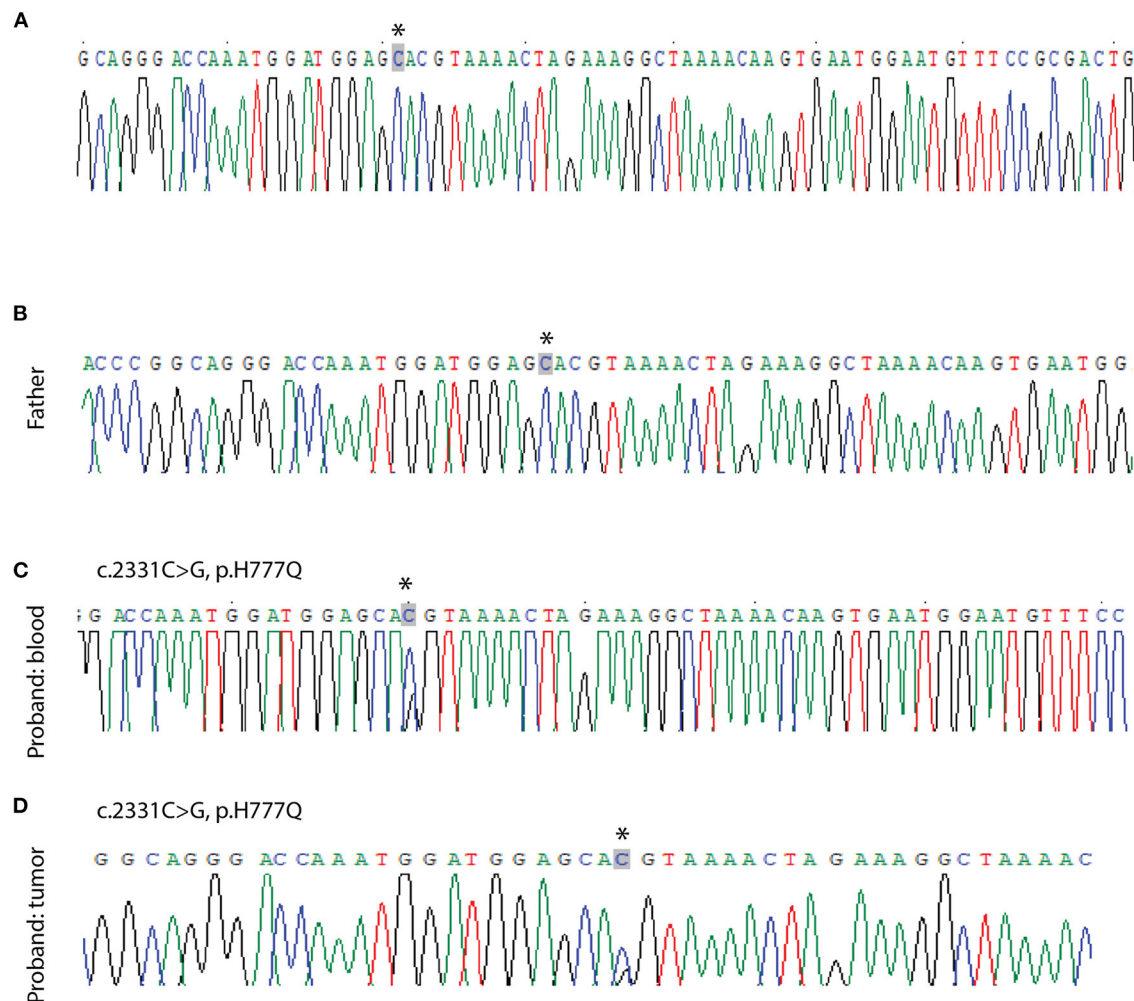 A
*
GCAGGGACCAAATGGATGGAGCACGTAAAACTAGAAAGGCTAAAACAAGTGAATGGAATGTTTCCGCGACTG
B
Father
*
ACCCGGCAGGGACCAAATGGATGGAGCACGTAAAACTAGAAAGGCTAAAACAAGTGAATGG
C
c.2331C>G, p.H777Q
Proband: blood
*
GACCAAATGGATGGAGCACGTAAAACTAGAAAGGCTAAAACAAGTGAATGGAATGTTTCC
D
c.2331C>G, p.H777Q
Proband: tumor
*
GGCAGGGACCAAATGGATGGAGCACGTAAAACTAGAAAGGCTAAAAC